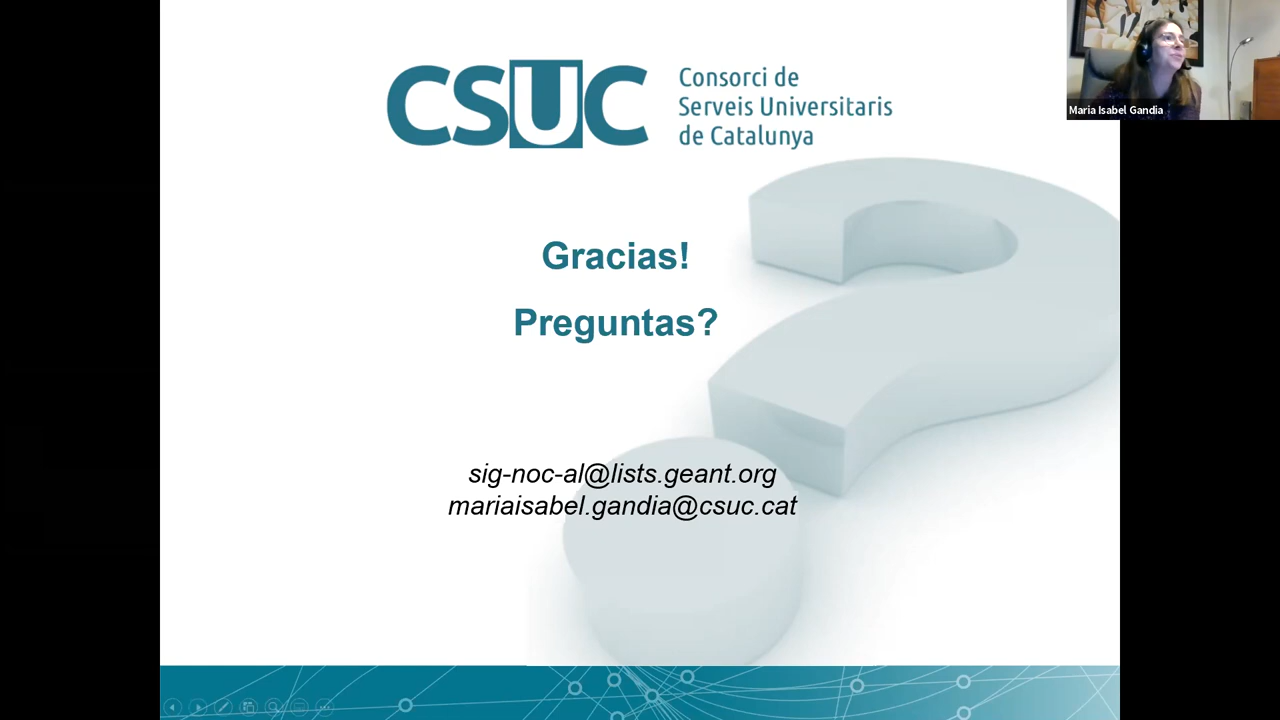 CSUC
Consorci de
Serveis Universitaris
de Catalunya
Maria Isabel Gandia
Gracias!
Preguntas?
sig-noc-al@lists.geant.org
mariaisabel.gandia@csuc.cat